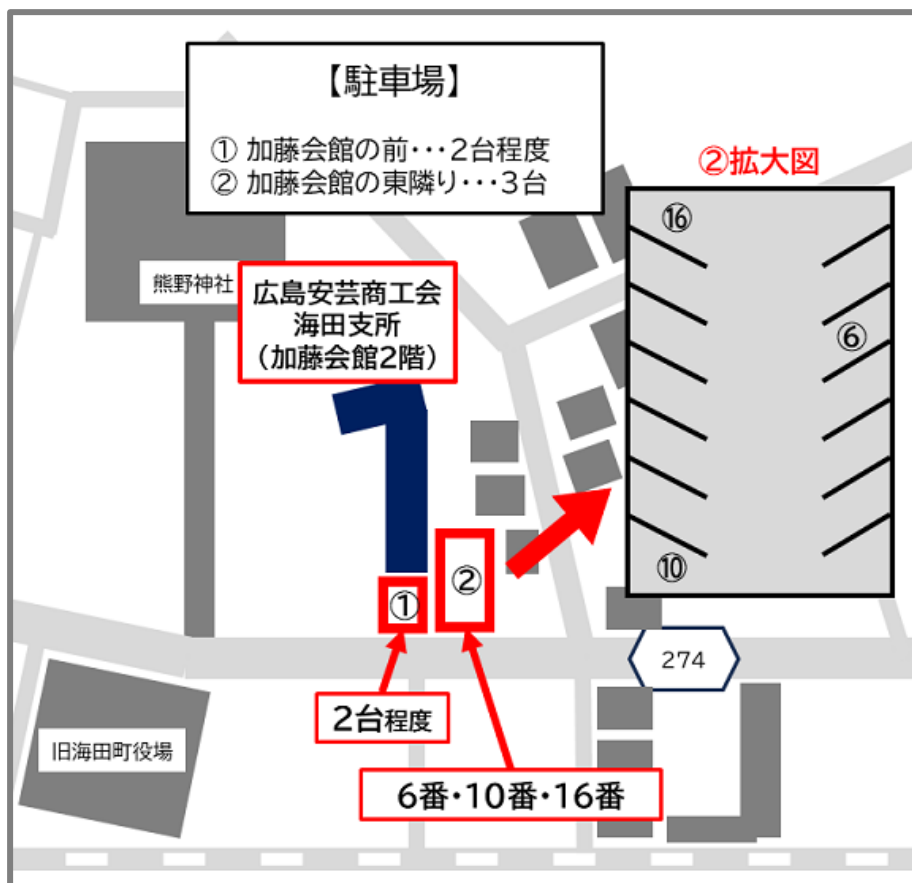 【駐車場】
① 加藤会館の前･･･2台程度
② 加藤会館の東隣り･･･3台
②拡大図
⑯
⑥
⑩
熊野神社
広島安芸商工会
海田支所
（加藤会館2階）
①
②
274
2台程度
旧海田町役場
6番･10番･16番